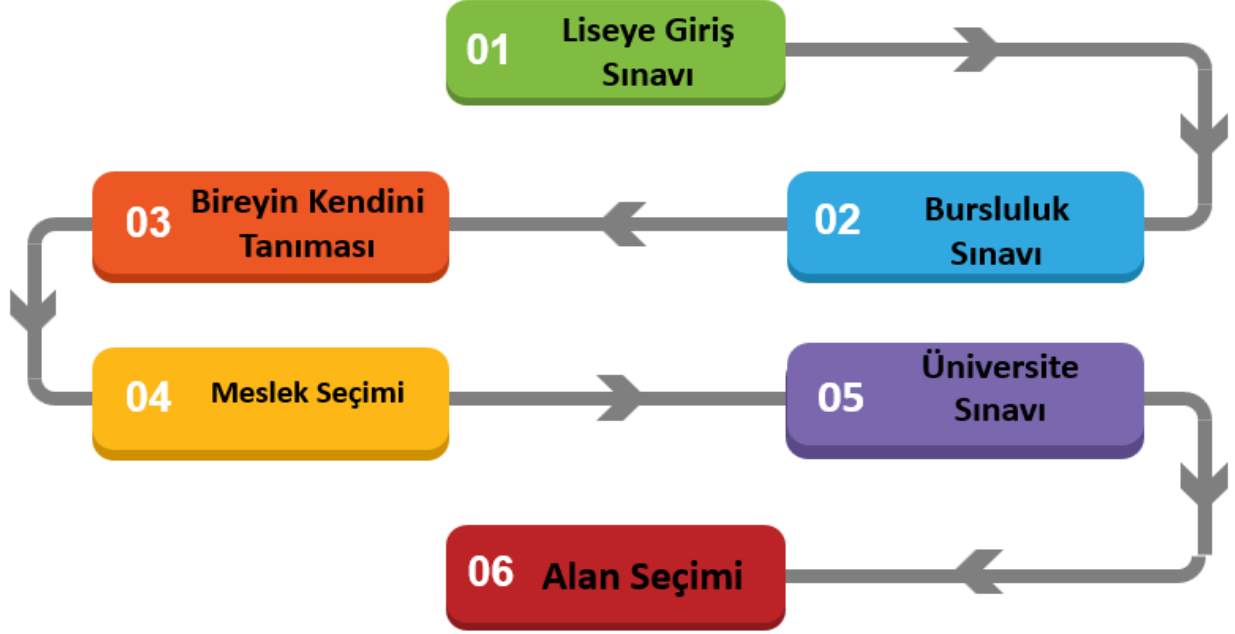 01
Liseye Giriş
Sınavı
02
Bursluluk
Sınavı
03
Bireyin Kendini
Tanıması
04
Meslek Seçimi
05
Üniversite
Sınavı
06
Alan Seçimi